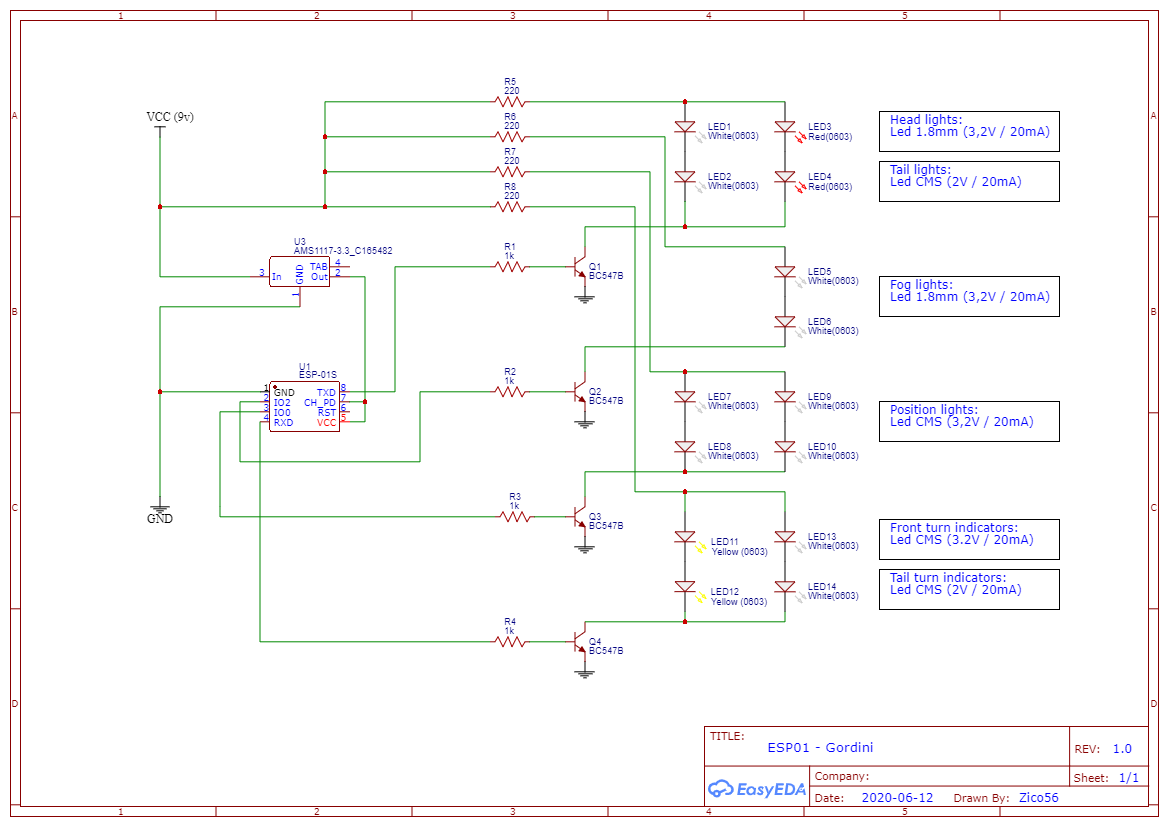 1 2 3 4 5
A
B
C
D
A
B
C
D
VCC (9v)
R5
220
R6
220
R7
220
R8
220
LED1
White(0603)
LED3
Red(0603)
LED2
White(0603)
LED4
Red(0603)
Head lights:
Led 1.8mm (3,2V / 20mA)
Tail lights:
Led CMS (2V / 20mA)
U3
AMS1117-3.3_C165482
3 In
GND
1
TAB 4
Out 2
R1
1k
Q1
BC547B
LED5
White(0603)
LED6
White(0603)
Fog lights:
Led 1.8mm (3,2V / 20mA)
U1
ESP-01S
1 GND
2 IO2
3 IO0
4 RXD
TXD 8
CH_PD 7
RST 6
VCC 5
R2
1k
Q2
BC547B
LED7
White(0603)
LED9
White(0603)
LED8
White(0603)
LED10
White(0603)
Position lights:
Led CMS (3,2V / 20mA)
GND
R3
1k
Q3
BC547B
LED11
Yellow (0603)
LED13
White(0603)
LED12
Yellow (0603)
LED14
White(0603)
Front turn indicators:
Led CMS (3.2V / 20mA)
Tail turn indicators:
Led CMS (2V / 20mA)
R4
1k
Q4
BC547B
TITLE:
ESP01 - Gordini
REV: 1.0
EasyEDA
Company:
Sheet: 1/1
Date: 2020-06-12 Drawn By: Zico56
1 2 3 4 5